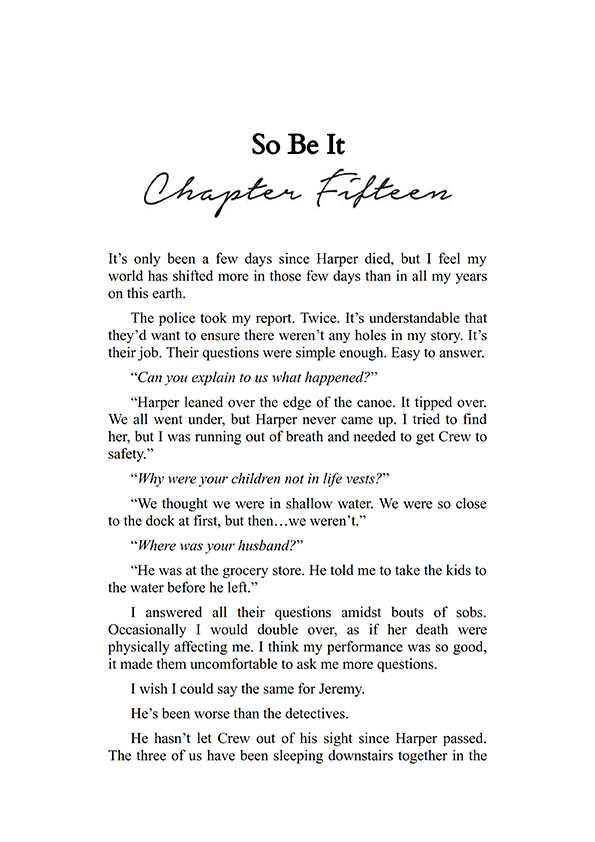 So Be It
Chapter Fifteen
It’s only been a few days since Harper died, but I feel my
world has shifted more in those few days than in all my years
on this earth.
The police took my report. Twice. It’s understandable that
they’d want to ensure there weren’t any holes in my story. It’s
their job. Their questions were simple enough. Easy to answer.
“Can you explain to us what happened?”
“Harper leaned over the edge of the canoe. It tipped over.
We all went under, but Harper never came up. I tried to find
her, but I was running out of breath and needed to get Crew to
safety.”
“Why were your children not in life vests?”
“We thought we were in shallow water. We were so close
to the dock at first, but then…we weren’t.”
“Where was your husband?”
“He was at the grocery store. He told me to take the kids to
the water before he left.”
I answered all their questions amidst bouts of sobs.
Occasionally I would double over, as if her death were
physically affecting me. I think my performance was so good,
it made them uncomfortable to ask me more questions.
I wish I could say the same for Jeremy.
He’s been worse than the detectives.
He hasn’t let Crew out of his sight since Harper passed.
The three of us have been sleeping downstairs together in the